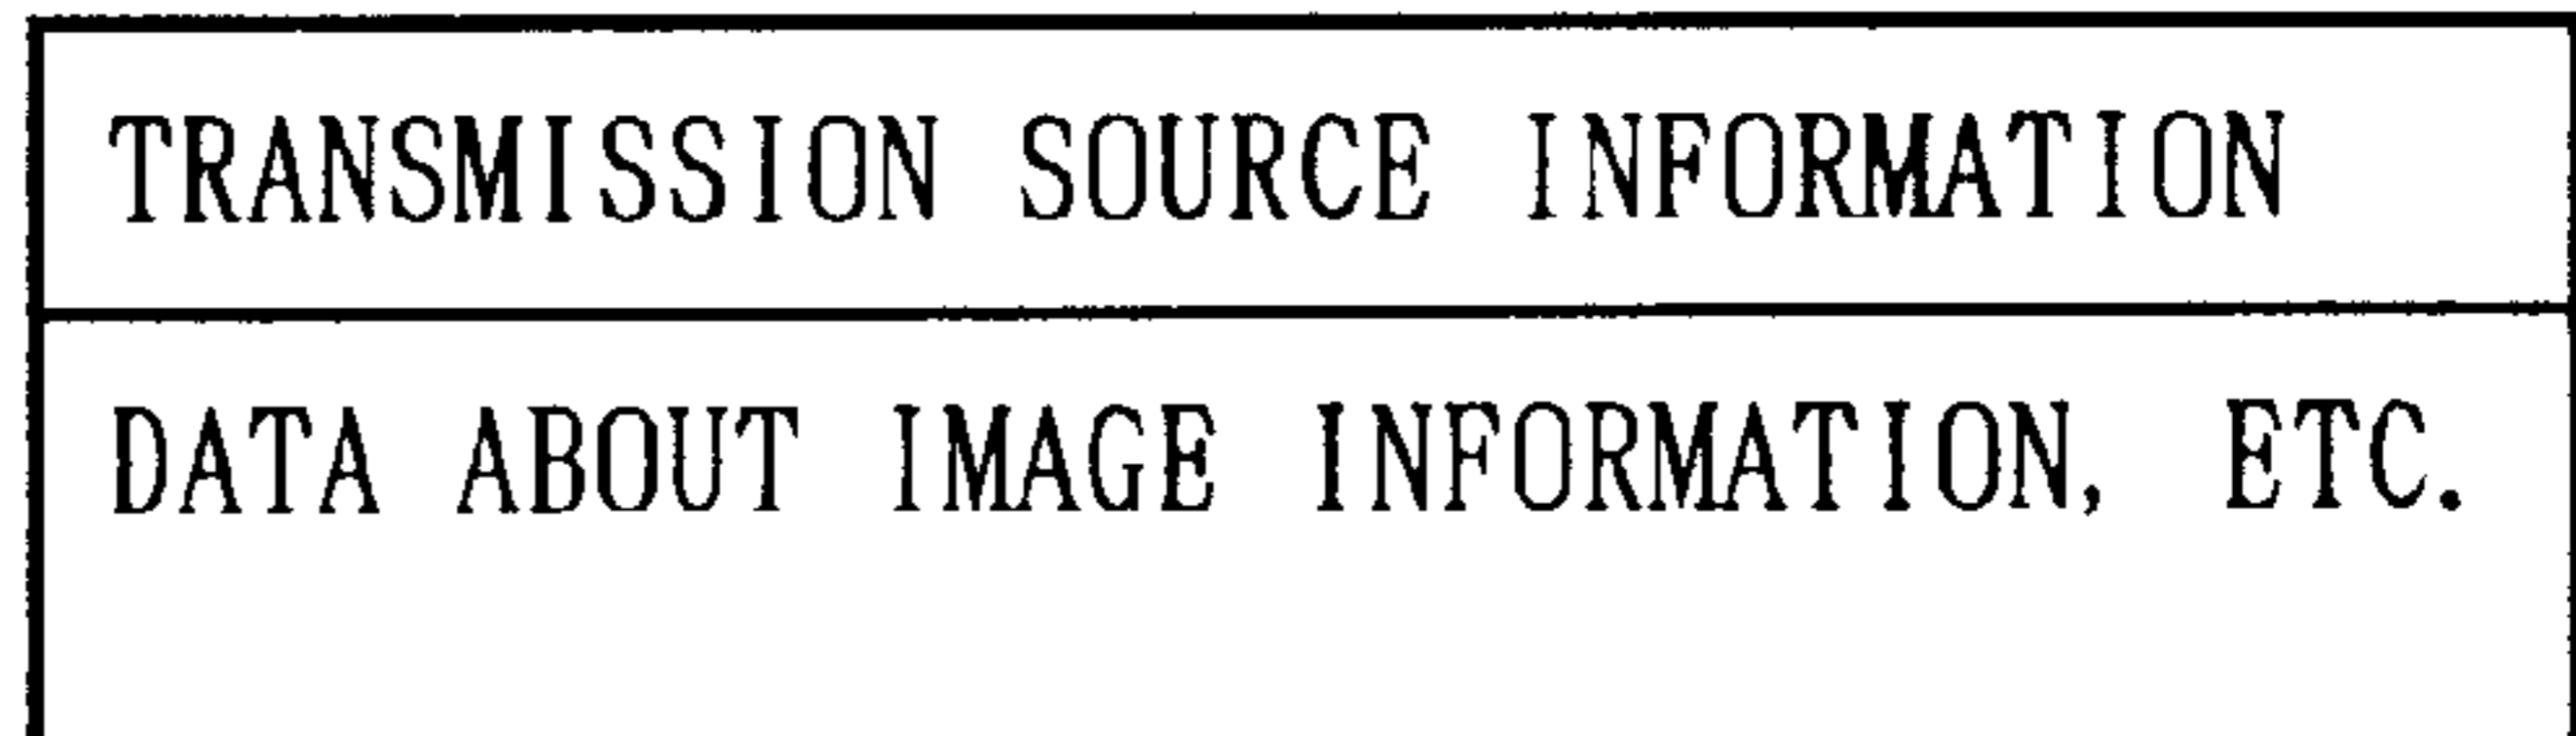 TRANSMISSION SOURCE INFORMATION
DATA ABOUT IMAGE INFORMATION, ETC.